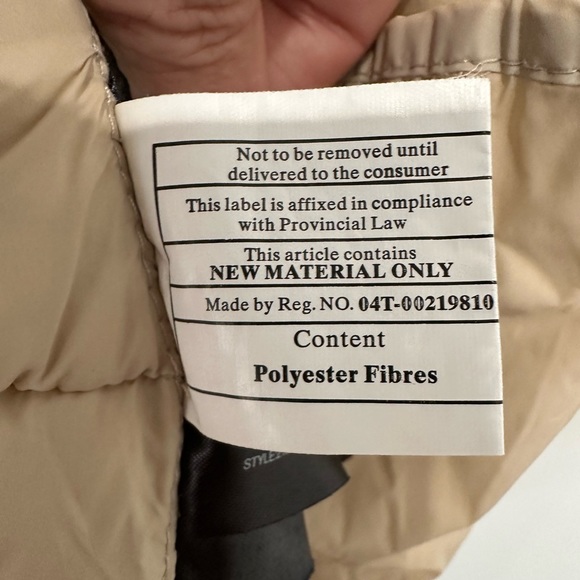 Not to be removed until
delivered to the consumer
This label is affixed in compliance
with Provincial Law
This article contains
NEW MATERIAL ONLY
Made by Reg. NO. 04T-00219810
Content
Polyester Fibres